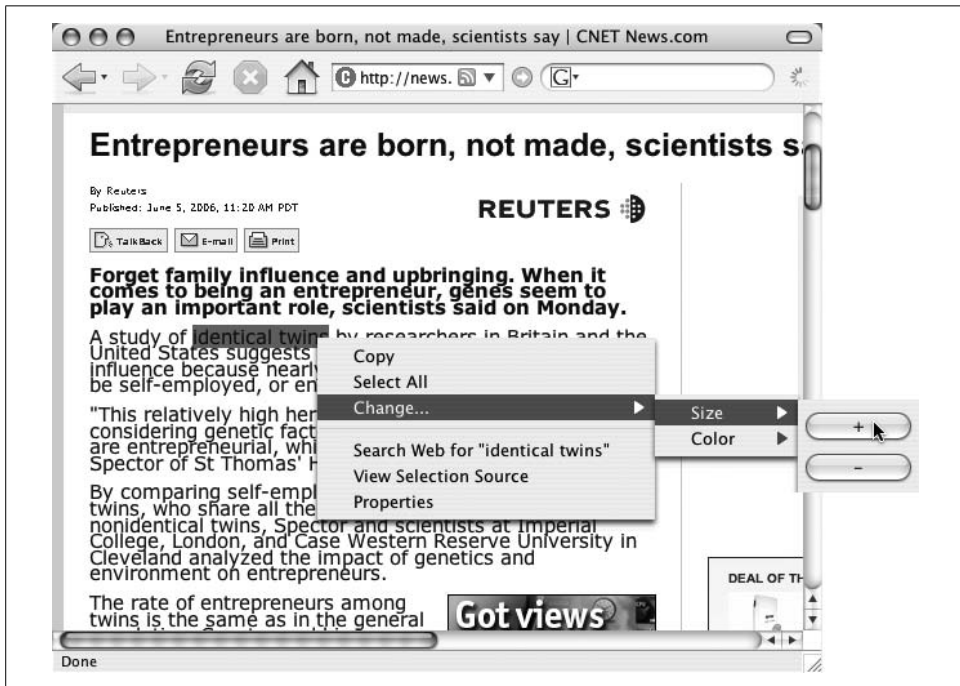 Entrepreneurs are born, not made, scientists say | CNET News.com
http://news.
G
Entrepreneurs are born, not made, scientists sa
By Reuters
Published: June 5, 2006, 11:20 AM PDT
REUTERS
TalkBack E-mail Print
Forget family influence and upbringing. When it
comes to being an entrepreneur, genes seem to
play an important role, scientists said on Monday.
A study of identical twins by researchers in Britain and the
United States suggests
influence because nearly
be self-employed, or en
"This relatively high her
considering genetic fact
are entrepreneurial, whi
Spector of St Thomas' H
By comparing self-empl
twins, who share all the
nonidentical twins, Spector and scientists at Imperial
College, London, and Case Western Reserve University in
Cleveland analyzed the impact of genetics and
environment on entrepreneurs.
The rate of entrepreneurs among
twins is the same as in the general
Copy
Select All
Change...
Search Web for "identical twins"
View Selection Source
Properties
Size
Color
+
-
DEAL OF TH
Got views
Done